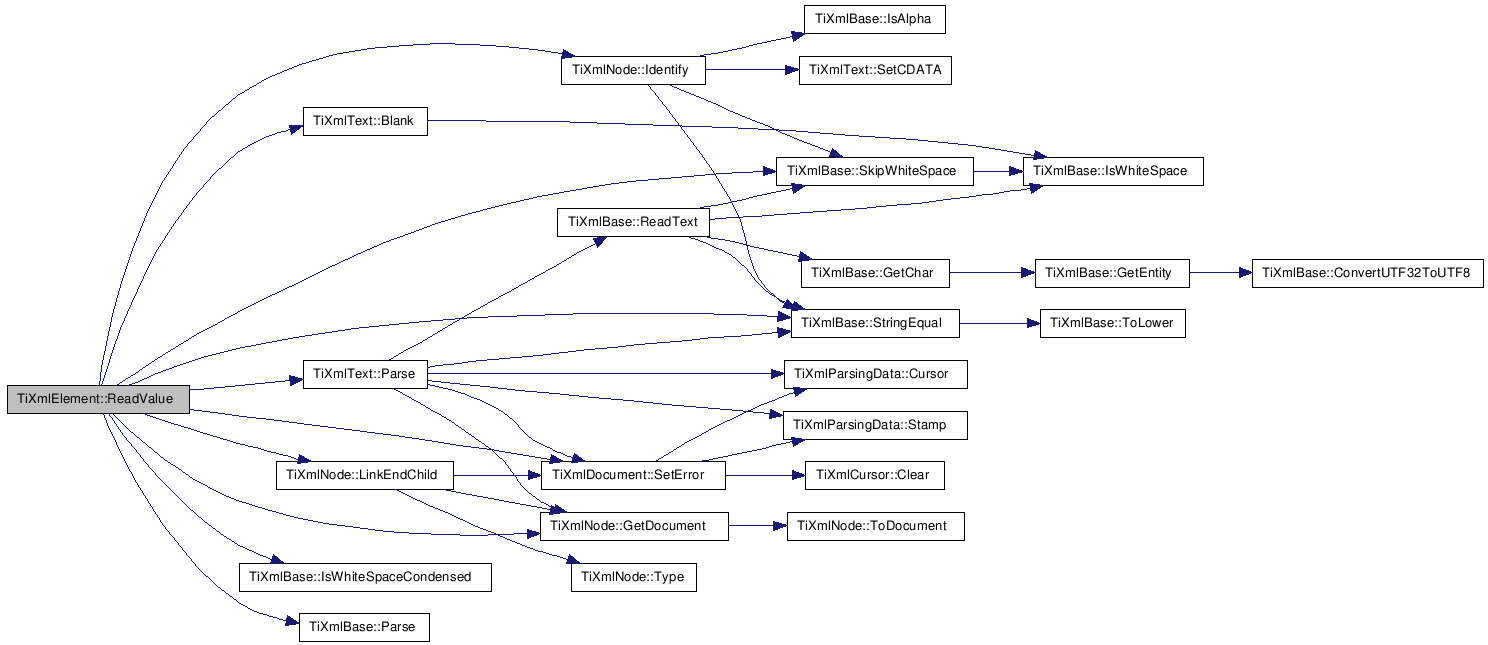 TiXmlBase::IsAlpha
TiXmlNode::Identify
TiXmlText::SetCDATA
TiXmlText::Blank
TiXmlBase::SkipWhiteSpace
TiXmlBase::IsWhiteSpace
TiXmlBase::ReadText
TiXmlBase::GetChar
TiXmlBase::GetEntity
TiXmlBase::ConvertUTF32ToUTF8
TiXmlBase::StringEqual
TiXmlBase::ToLower
TiXmlText::Parse
TiXmlParsingData::Cursor
TiXmlElement::ReadValue
TiXmlParsingData::Stamp
TiXmlNode::LinkEndChild
TiXmlDocument::SetError
TiXmlCursor::Clear
TiXmlNode::GetDocument
TiXmlNode::ToDocument
TiXmlBase::IsWhiteSpaceCondensed
TiXmlNode::Type
TiXmlBase::Parse